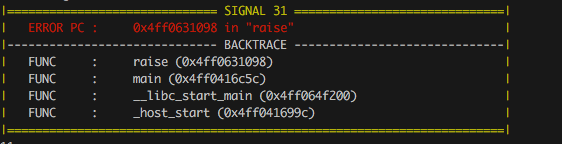 |============================= SIGNAL 31 =============================|
| ERROR PC : 0x4ff0631098 in "raise" |
|----------------------------- BACKTRACE -----------------------------|
| FUNC : raise (0x4ff0631098) |
| FUNC : main (0x4ff0416c5c) |
| FUNC : __libc_start_main (0x4ff064f200) |
| FUNC : _host_start (0x4ff041699c) |
|=====================================================================|